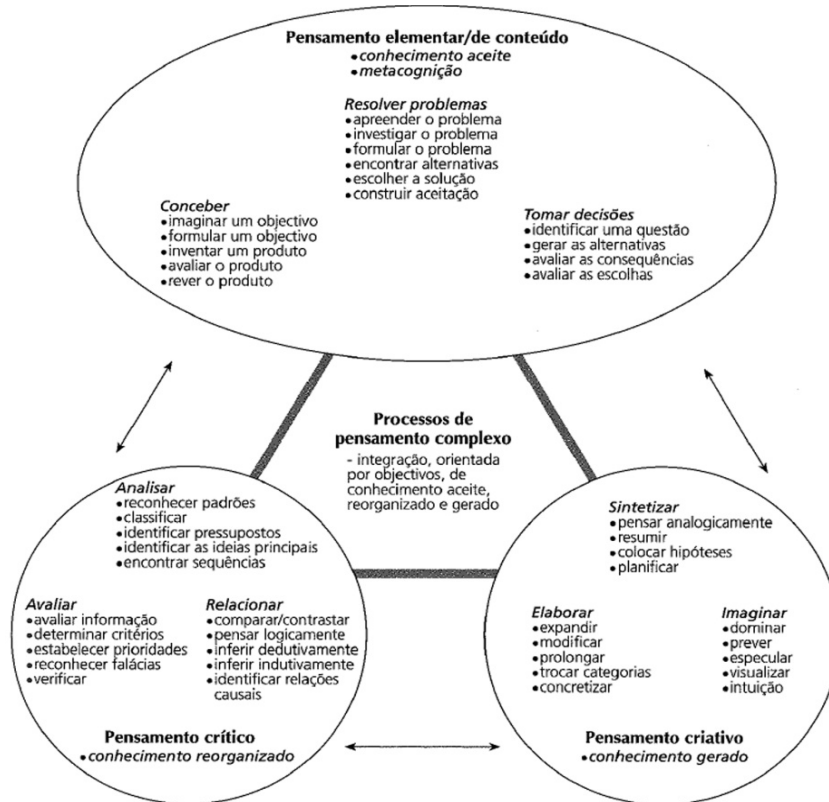 Pensamento elementar/de conteúdo
•conhecimento aceite
•metacognição
Resolver problemas
•apreender o problema
•investigar o problema
•formular o problema
•encontrar alternativas
•escolher a solução
•construir aceitação
Conceber
•imaginar um objectivo
•formular um objectivo
•inventar um produto
•avaliar o produto
•rever o produto
Tomar decisões
•identificar uma questão
•gerar as alternativas
•avaliar as consequências
•avaliar as escolhas
Processos de
pensamento complexo
- integração, orientada
por objectivos, de
conhecimento aceite,
reorganizado e gerado
Analisar
•reconhecer padrões
•classificar
•identificar pressupostos
•identificar as ideias principais
•encontrar sequências
Avaliar
•avaliar informação
•determinar critérios
•estabelecer prioridades
•reconhecer falácias
•verificar
Relacionar
•comparar/contrastar
•pensar logicamente
•inferir dedutivamente
•inferir indutivamente
•identificar relações
causais
Pensamento crítico
•conhecimento reorganizado
Sintetizar
•pensar analogicamente
•resumir
•colocar hipóteses
•planificar
Elaborar
•expandir
•modificar
•prolongar
•trocar categorias
•concretizar
Imaginar
•dominar
•prever
•especular
•visualizar
•intuição
Pensamento criativo
•conhecimento gerado